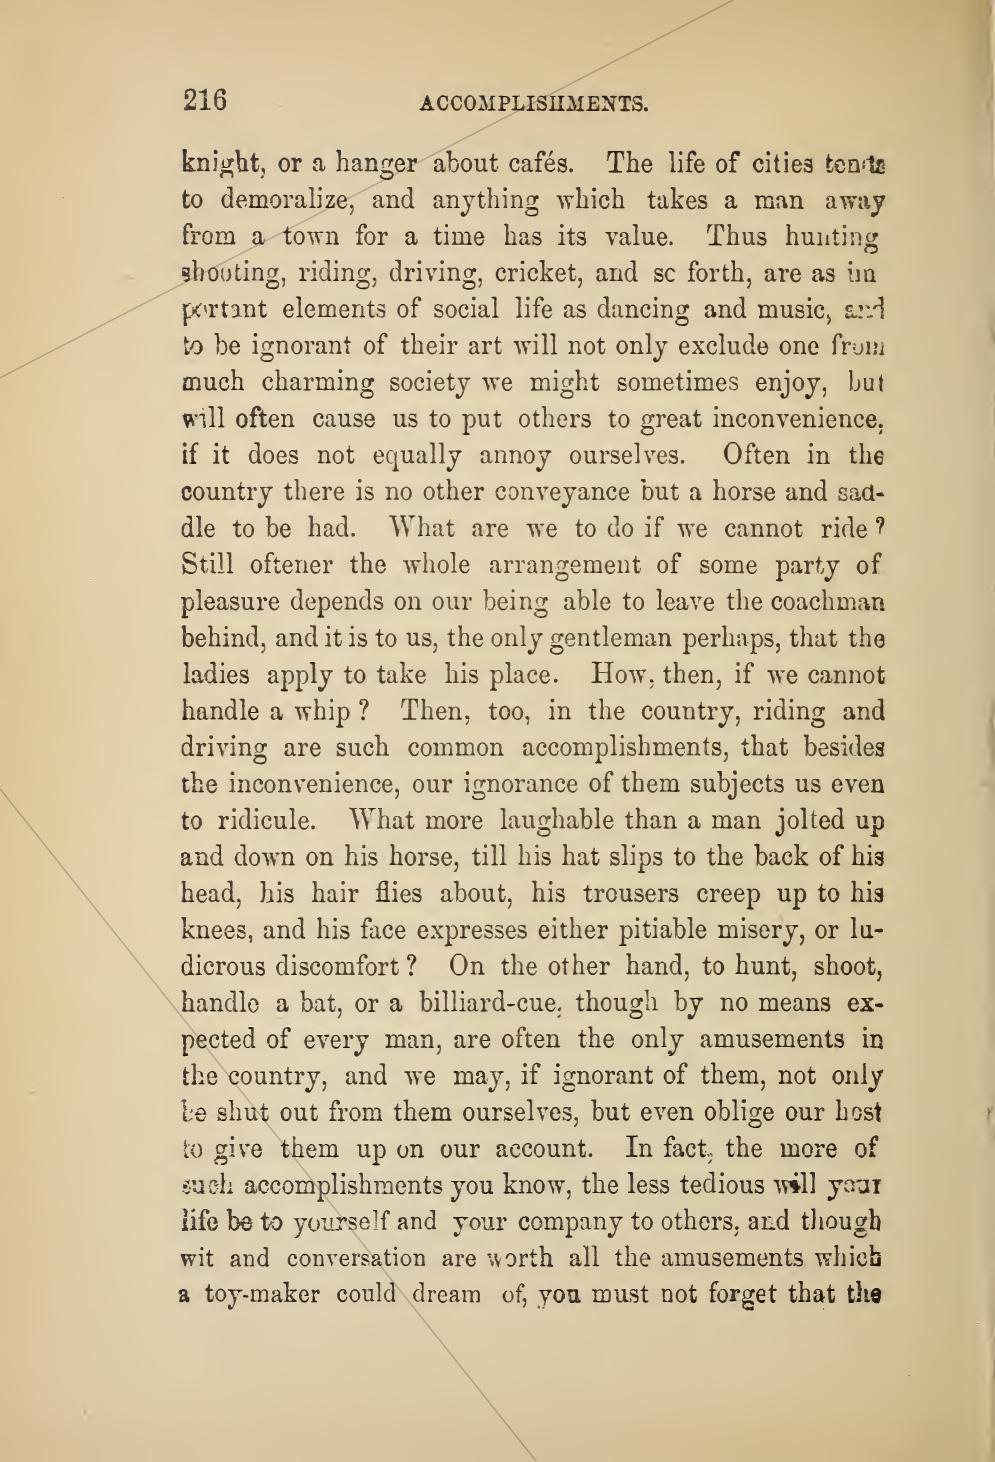 216 ACCOMPLISHMENTS.
knight, or a hanger about cafés. The life of cities tends
to demoralize, and anything which takes a man away
from a town for a time has its value. Thus hunting
shooting, riding, driving, cricket, and sc forth, are as im
portant elements of social life as dancing and music, and
to be ignorant of their art will not only exclude one from
much charming society we might sometimes enjoy, but
will often cause us to put others to great inconvenience,
if it does not equally annoy ourselves. Often in the
country there is no other conveyance but a horse and sad-
dle to be had. What are we to do if we cannot ride?
Still oftener the whole arrangement of some party of
pleasure depends on our being able to leave the coachman
behind, and it is to us, the only gentleman perhaps, that the
ladies apply to take his place. How, then, if we cannot
handle a whip? Then, too, in the country, riding and
driving are such common accomplishments, that besides
the inconvenience, our ignorance of them subjects us even
to ridicule. What more laughable than a man jolted up
and down on his horse, till his hat slips to the back of his
head, his hair flies about, his trousers creep up to his
knees, and his face expresses either pitiable misery, or lu-
dicrous discomfort? On the other hand, to hunt, shoot,
handle a bat, or a billiard-cue, though by no means ex-
pected of every man, are often the only amusements in
the country, and we may, if ignorant of them, not only
be shut out from them ourselves, but even oblige our host
to give them up on our account. In fact, the more of
such accomplishments you know, the less tedious will your
life be to yourself and your company to others, and though
wit and conversation are worth all the amusements which
a toy-maker could dream of, you must not forget that the